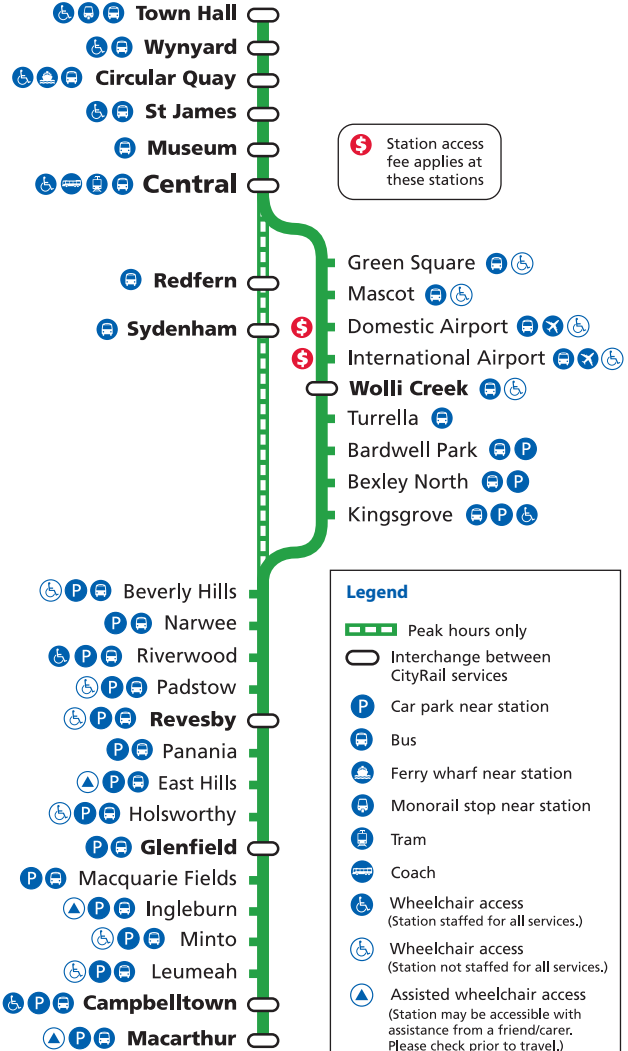 Town Hall
Wynyard
Circular Quay
St James
Museum
Central
$ Station access
fee applies at
these stations
Redfern
Sydenham
Green Square
Mascot
$ Domestic Airport
$ International Airport
Wolli Creek
Turrella
Bardwell Park P
Bexley North P
Kingsgrove P
P Beverly Hills
P Narwee
P Riverwood
P Padstow
P Revesby
P Panania
P East Hills
P Holsworthy
P Glenfield
P Macquarie Fields
P Ingleburn
P Minto
P Leumeah
P Campbelltown
P Macarthur
Legend
Peak hours only
Interchange between
CityRail services
P Car park near station
Bus
Ferry wharf near station
Monorail stop near station
Tram
Coach
Wheelchair access
(Station staffed for all services.)
Wheelchair access
(Station not staffed for all services.)
Assisted wheelchair access
(Station may be accessible with
assistance from a friend/carer.
Please check prior to travel.)